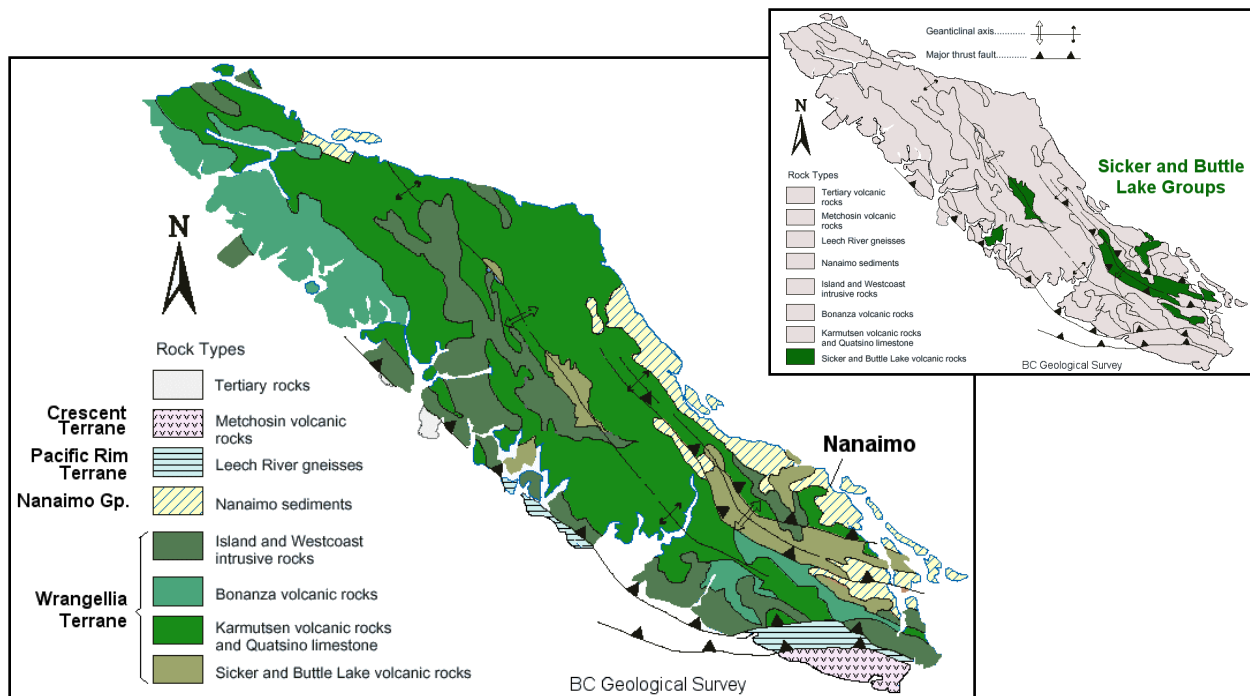 N
Rock Types
Tertiary rocks
Crescent
Terrane
Metchosin volcanic
rocks
Pacific Rim
Terrane
Leech River gneisses
Nanaimo Gp.
Nanaimo sediments
Island and Westcoast
intrusive rocks
Bonanza volcanic rocks
Wrangellia
Terrane
Karmutsen volcanic rocks
and Quatsino limestone
Sicker and Buttle Lake volcanic rocks
Nanaimo
BC Geological Survey
Geanticlinal axis............
Major thrust fault............
N
Sicker and Buttle
Lake Groups
Rock Types
Tertiary volcanic
rocks
Metchosin volcanic
rocks
Leech River gneisses
Nanaimo sediments
Island and Westcoast
intrusive rocks
Bonanza volcanic rocks
Karmutsen volcanic rocks
and Quatsino limestone
Sicker and Buttle Lake volcanic rocks
BC Geological Survey